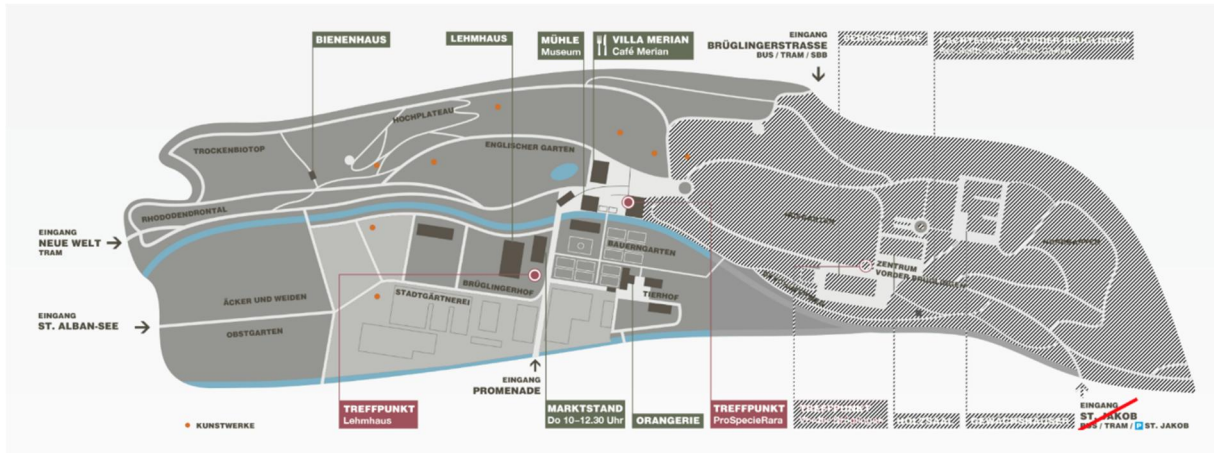 BIENENHAUS
LEHMHAUS
MÜHLE
Museum
VILLA MERIAN
Café Merian
EINGANG
BRÜGLINGERSTRASSE
BUS / TRAM / SBB
HOCHPLATEAU
TROCKENBIOTOP
ENGLISCHER GARTEN
RHODODENDRONTAL
EINGANG
NEUE WELT
TRAM
BAUERNGARTEN
ZENTRUM
VORDER BRÜGLINGEN
BRÜGLINGERHOF
TIERHOF
STADTGÄRTNEREI
ÄCKER UND WEIDEN
EINGANG
ST. ALBAN-SEE
OBSTGARTEN
EINGANG
PROMENADE
KUNSTWERKE
TREFFPUNKT
Lehmhaus
MARKTSTAND
Do 10–12.30 Uhr
ORANGERIE
TREFFPUNKT
ProSpecieRara
TREFFPUNKT
HOLZSAAL
GEWÄCHSHÄUSER
EINGANG
ST. JAKOB
BUS / TRAM / P ST. JAKOB